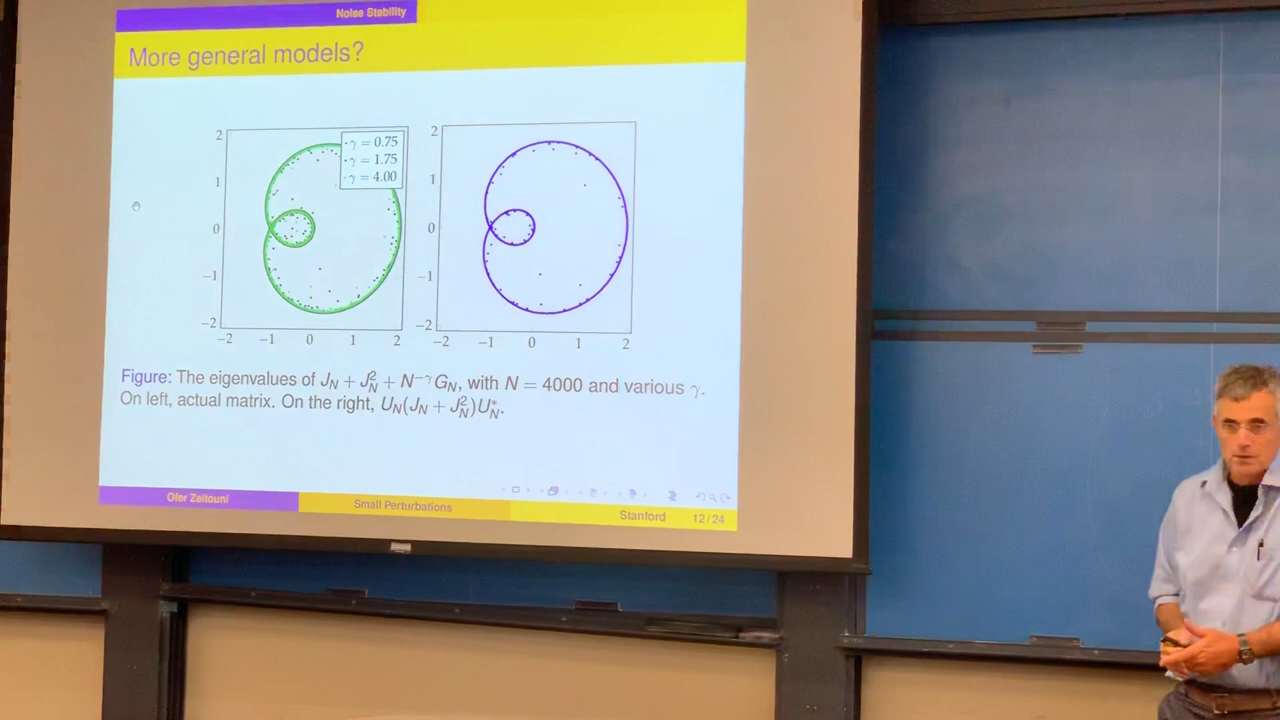 Noise Stability
More general models?
2
1
0
−1
−2
−2 −1 0 1 2
γ = 0.75
γ = 1.75
γ = 4.00
2
1
0
−1
−2
−2 −1 0 1 2
Figure: The eigenvalues of J_N + J_N^2 + N^{−γ} G_N, with N = 4000 and various γ.
On left, actual matrix. On the right, U_N(J_N + J_N^2)U_N^*.
Ofer Zeitouni Small Perturbations Stanford 12 / 24